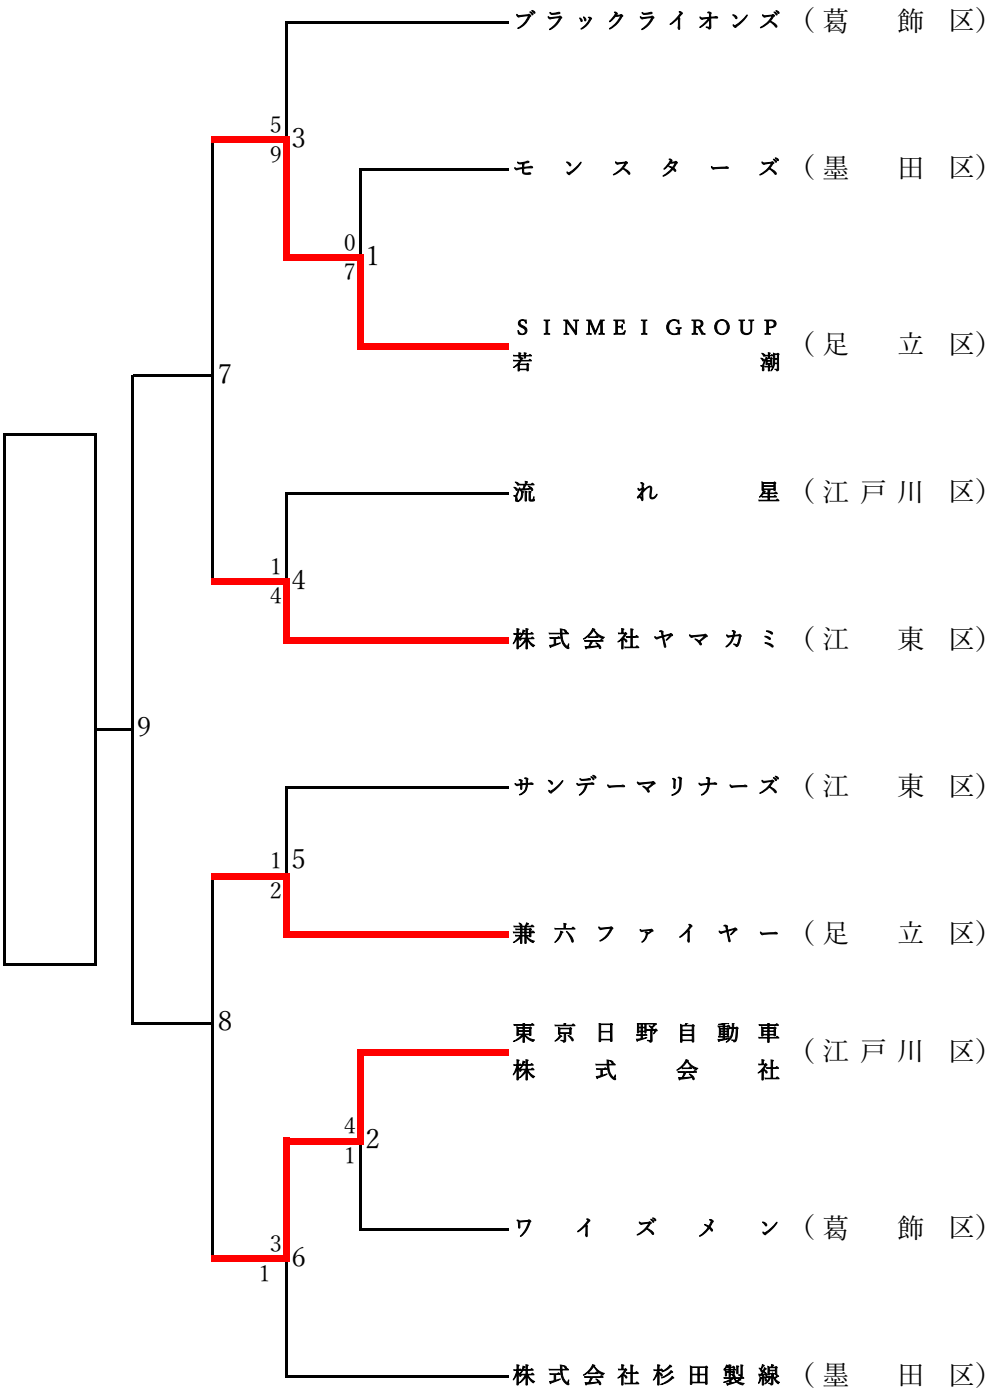 ブラックライオンズ（葛飾区）
5
3
9
モンスターズ（墨田区）
0
1
7
ＳＩＮＭＥＩＧＲＯＵＰ
若潮
（足立区）
7
流れ星（江戸川区）
1
4
4
株式会社ヤマカミ（江東区）
9
サンデーマリナーズ（江東区）
1
5
2
兼六ファイヤー（足立区）
8
東京日野自動車
株式会社
（江戸川区）
4
2
1
ワイズメン（葛飾区）
3
6
1
株式会社杉田製線（墨田区）